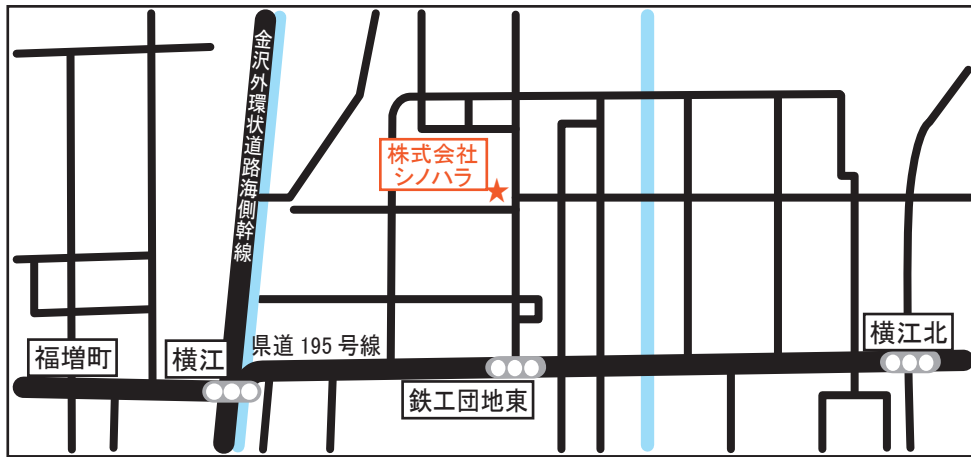 金沢外環状道路海側幹線
株式会社
シノハラ
福増町
横江
県道 195 号線
鉄工団地東
横江北